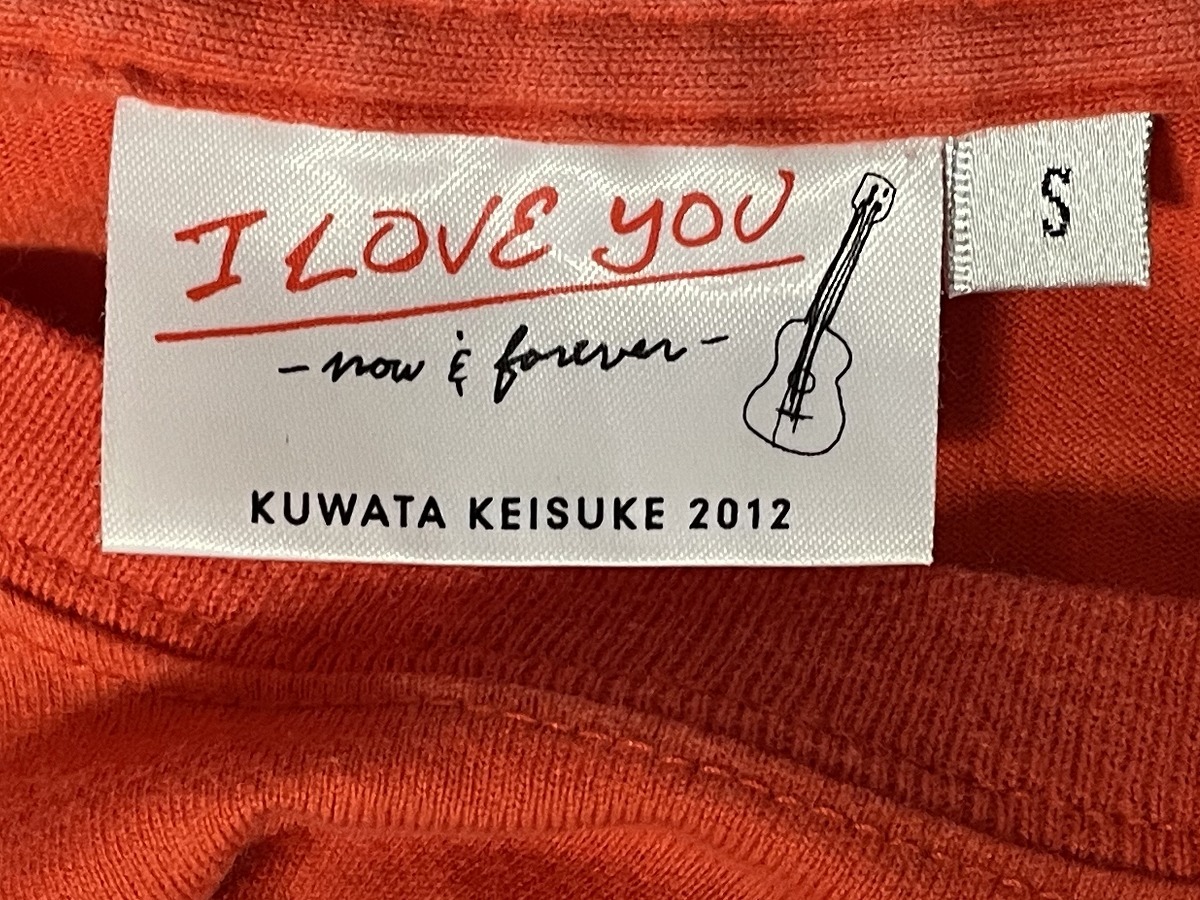 I LOVE YOU
-now & forever-
KUWATA KEISUKE 2012
S